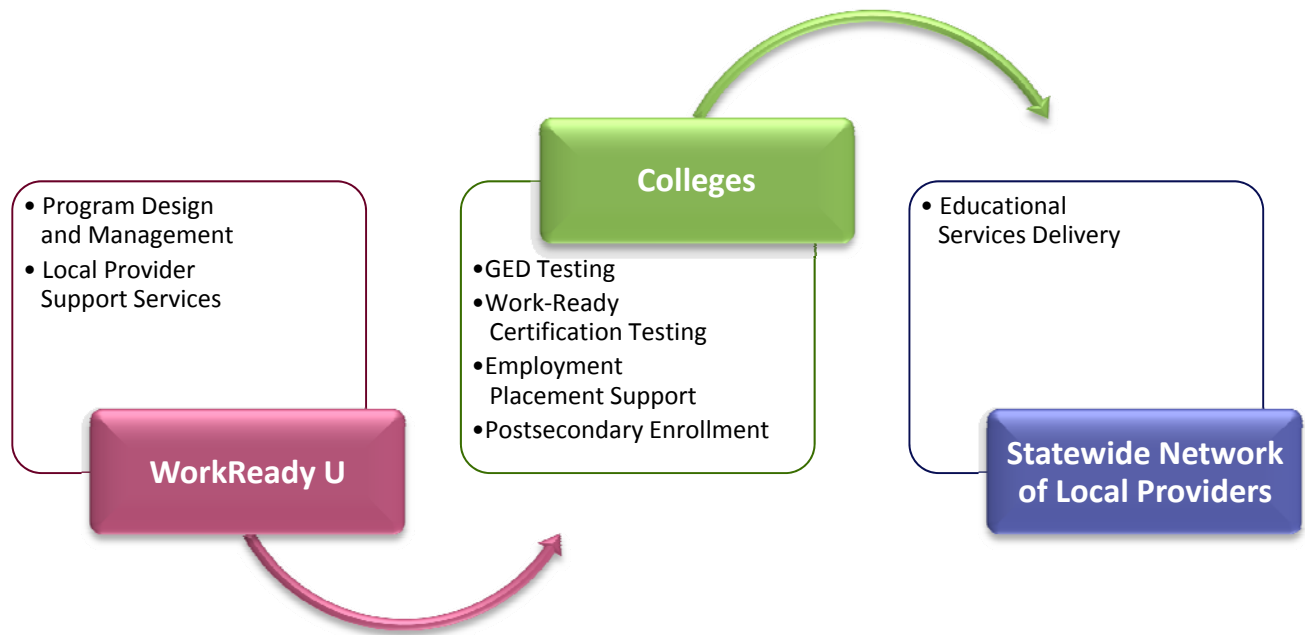 • Program Design
and Management
• Local Provider
Support Services
WorkReady U
Colleges
•GED Testing
•Work-Ready
Certification Testing
•Employment
Placement Support
•Postsecondary Enrollment
• Educational
Services Delivery
Statewide Network
of Local Providers